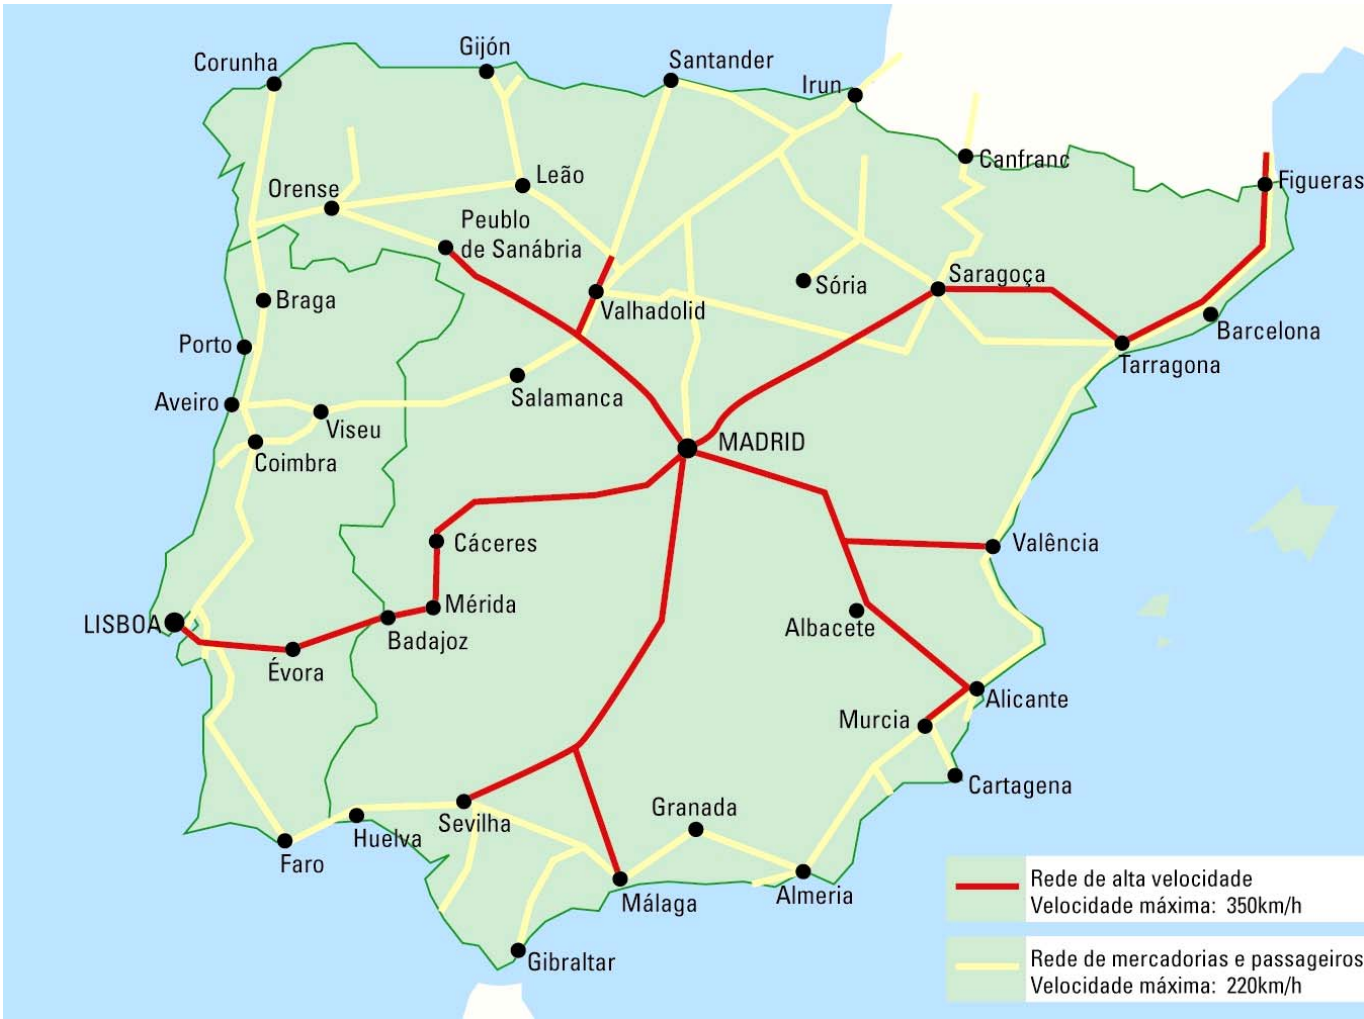 Gijón
Santander
Corunha
Irun
Canfranc
Leão
Figueras
Orense
Peublo
de Sanábria
Saragoça
Sória
Braga
Valhadolid
Barcelona
Porto
Tarragona
Salamanca
Aveiro
Viseu
MADRID
Coimbra
Cáceres
Valência
Mérida
LISBOA
Badajoz
Albacete
Évora
Alicante
Murcia
Cartagena
Granada
Sevilha
Huelva
Faro
Málaga
Almeria
Gibraltar
Rede de alta velocidade
Velocidade máxima: 350km/h
Rede de mercadorias e passageiros
Velocidade máxima: 220km/h